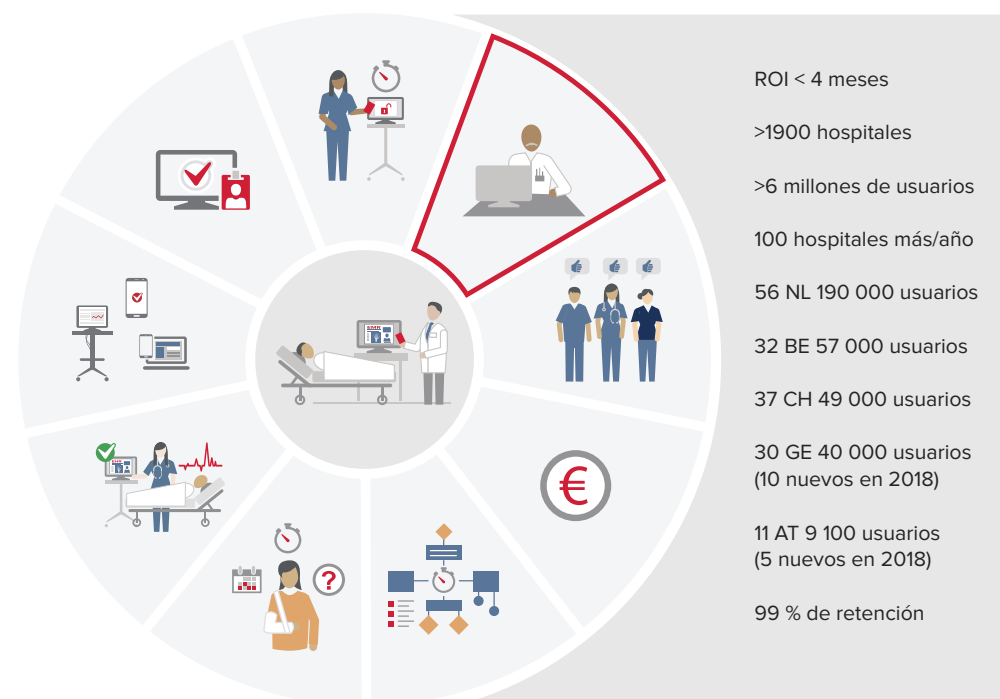 ROI < 4 meses
>1900 hospitales
>6 millones de usuarios
100 hospitales más/año
56 NL 190 000 usuarios
32 BE 57 000 usuarios
37 CH 49 000 usuarios
30 GE 40 000 usuarios
(10 nuevos en 2018)
11 AT 9 100 usuarios
(5 nuevos en 2018)
99 % de retención
EMR
€
?
EMR